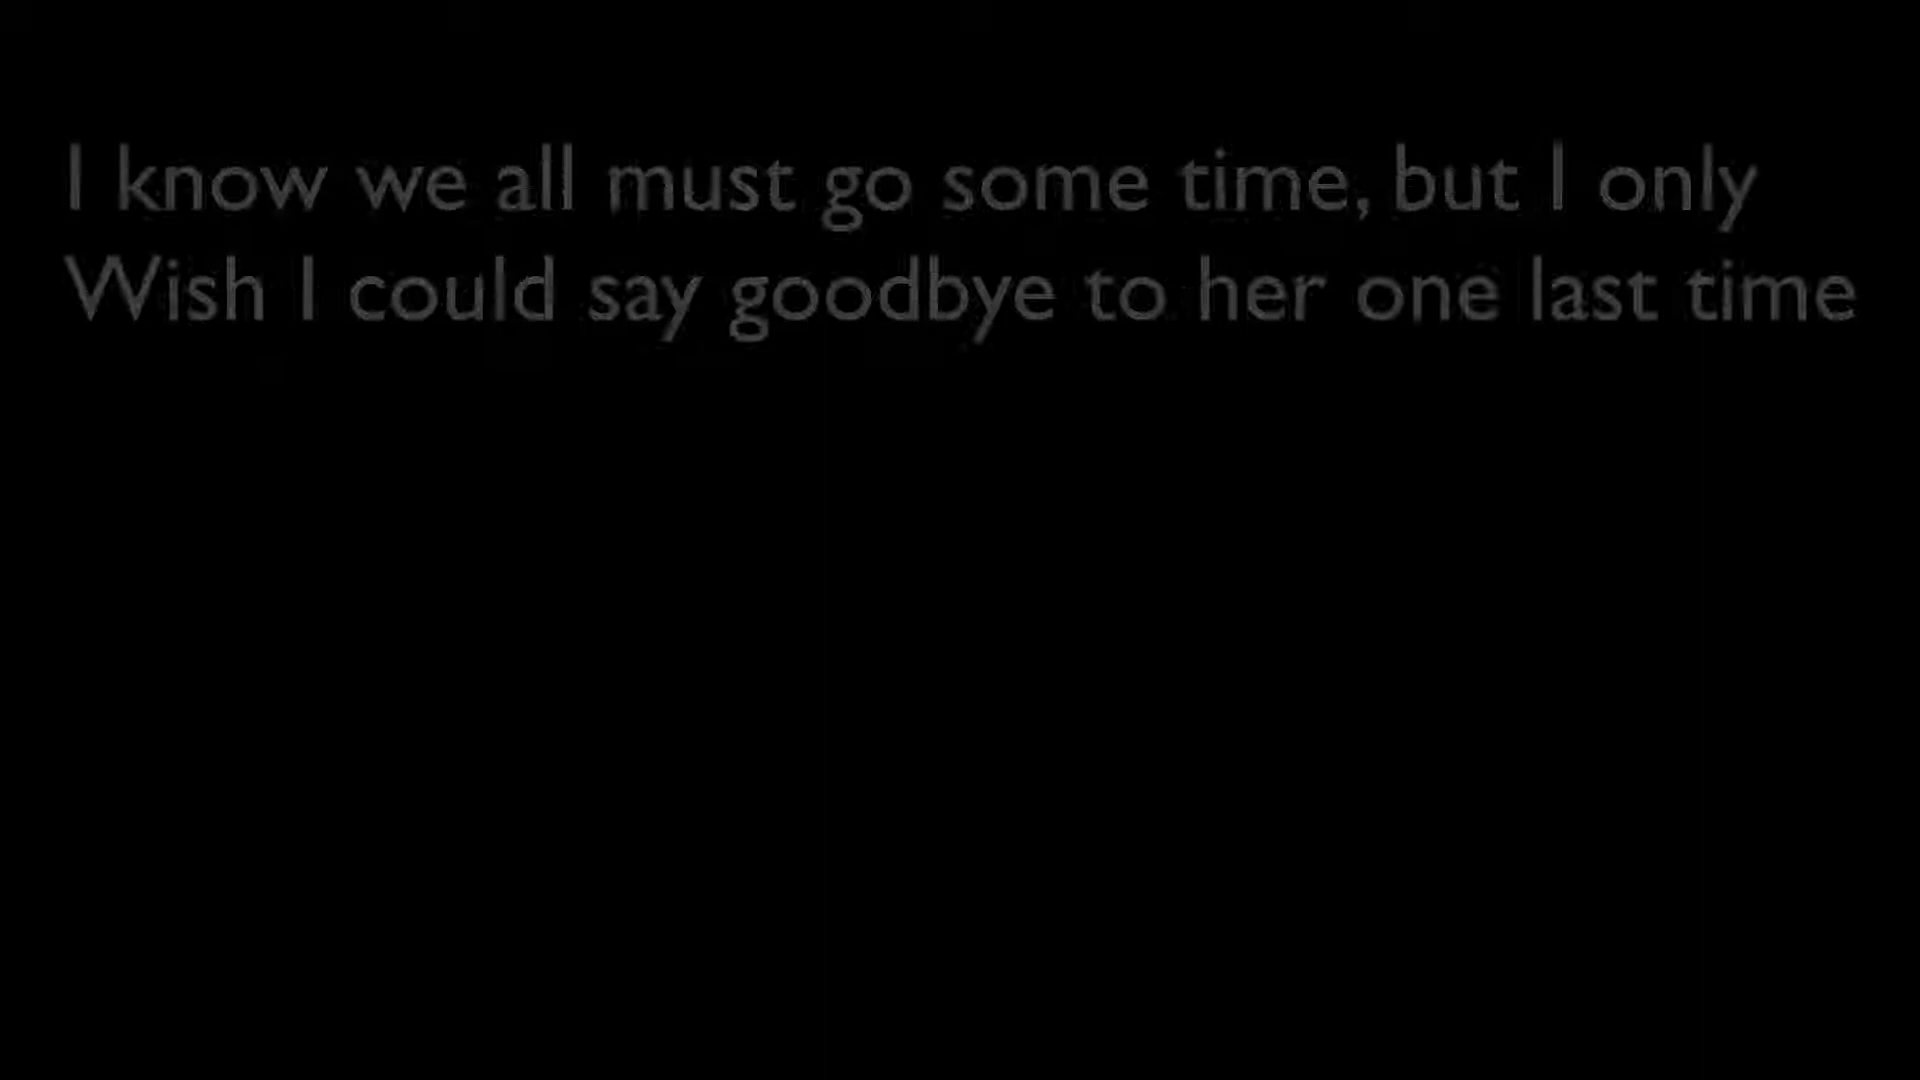 I know we all must go some time, but I only
Wish I could say goodbye to her one last time